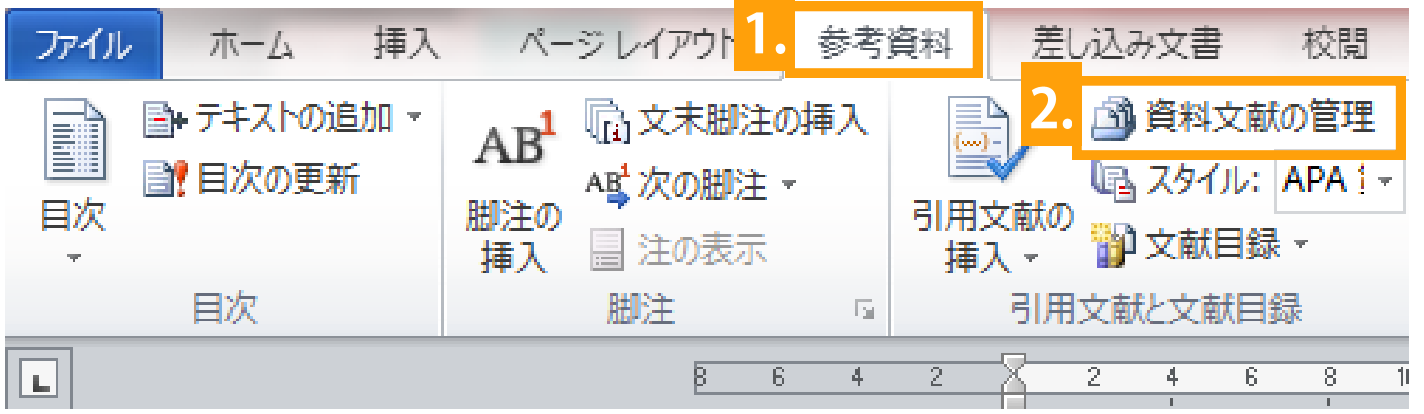 ファイル ホーム 挿入 ページ レイアウト 1. 参考資料 差し込み文書 校閲
目次
テキストの追加
目次の更新
目次
AB1
脚注の
挿入
文末脚注の挿入
AB1 次の脚注
注の表示
脚注
引用文献の
挿入
2. 資料文献の管理
スタイル: APA
文献目録
引用文献と文献目録
L
8 6 4 2 2 4 6 8 10